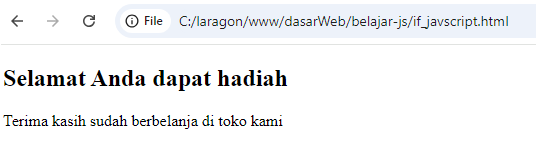 File C:/laragon/www/dasarWeb/belajar-js/if_javscript.html
Selamat Anda dapat hadiah
Terima kasih sudah berbelanja di toko kami